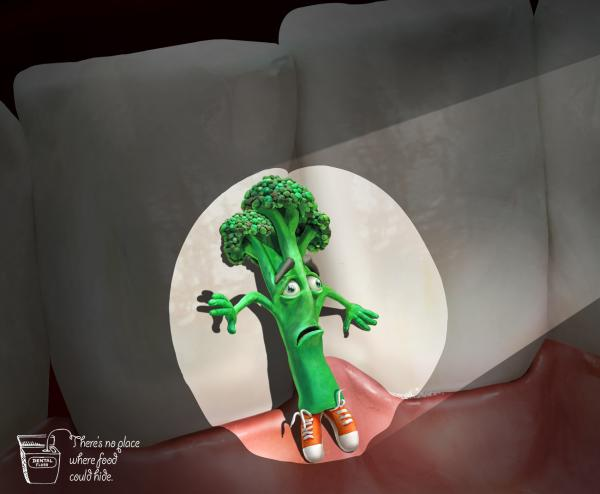 DENTAL
FLOSS
There's no place
where food
could hide.